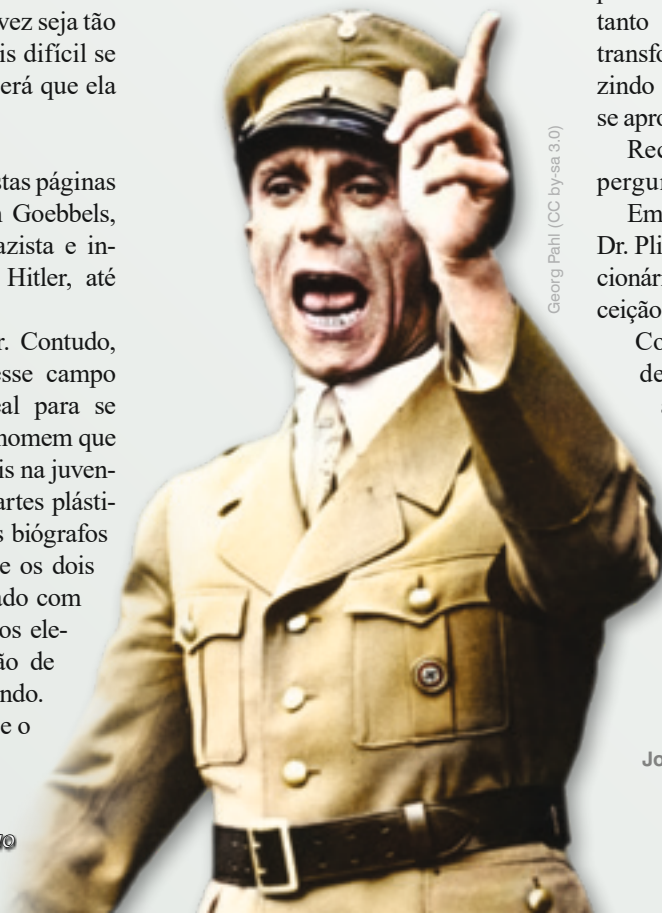 vez seja tão
is difícil se
erá que ela
stas páginas
Goebbels,
azista e in-
Hitler, até
r. Contudo,
esse campo
eal para se
homem que
is na juven-
artes plásti-
s biógrafos
e os dois
ado com
os ele-
ão de
ndo.
e o
Georg Pahl (CC by-sa 3.0)
tanto
transfo
zindo
se apro
Rec
pergu
Em
Dr. Pli
cionári
ceição
Co
de
Jo